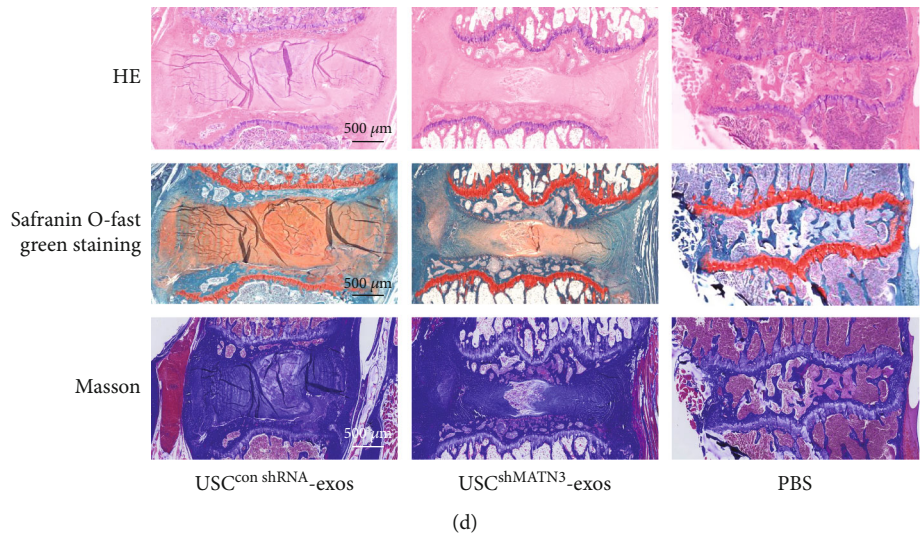 HE
500 μm
Safranin O-fast
green staining
500 μm
Masson
500 μm
USC^con shRNA-exos
USC^shMATN3-exos
PBS
(d)